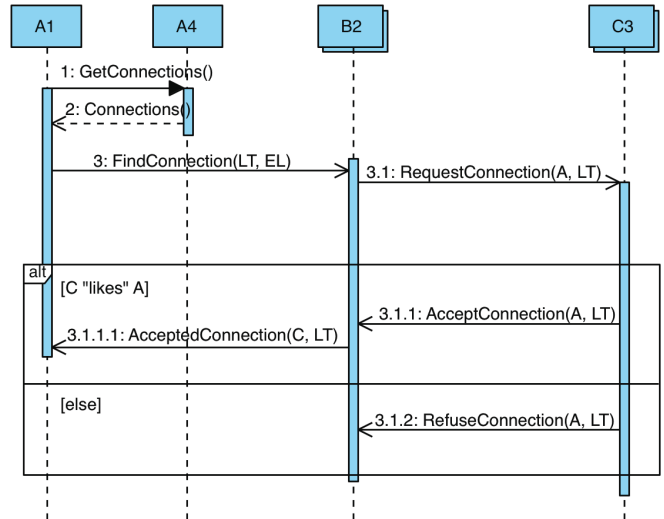 A1
A4
B2
C3
1: GetConnections()
2: Connections()
3: FindConnection(LT, EL)
3.1: RequestConnection(A, LT)
alt
[C "likes" A]
3.1.1: AcceptConnection(A, LT)
3.1.1.1: AcceptedConnection(C, LT)
[else]
3.1.2: RefuseConnection(A, LT)